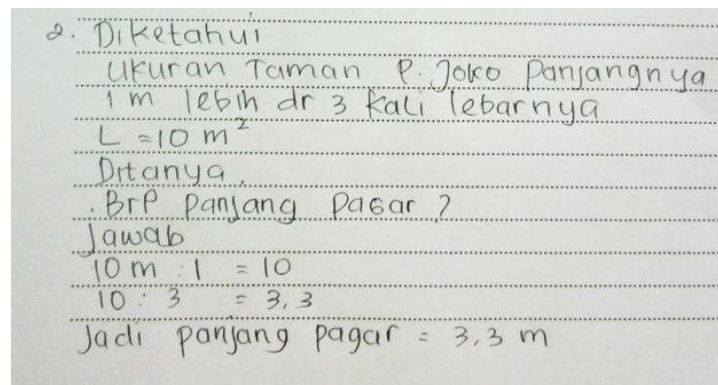 2. Diketahui
Ukuran Taman P. Joko Panjangnya
1 m lebih dr 3 kali lebarnya
L = 10 m²
Ditanya.
. Brp Panjang Pagar ?
Jawab
10 m : 1 = 10
10 : 3 = 3,3
Jadi panjang pagar = 3,3 m